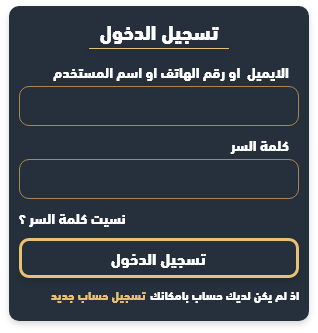 تسجيل الدخول
الايميل او رقم الهاتف او اسم المستخدم
كلمة السر
نسيت كلمة السر ؟
تسجيل الدخول
اذ لم يكن لديك حساب بامكانك تسجيل حساب جديد